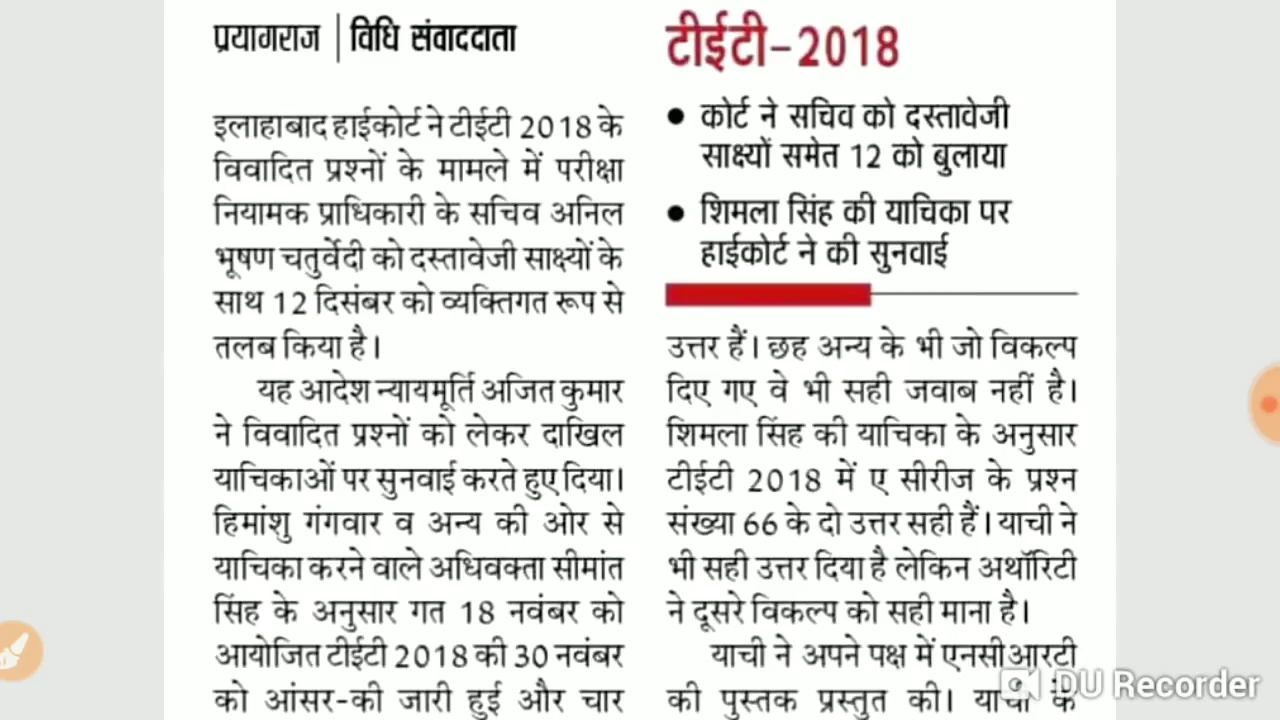 प्रयागराज | विधि संवाददाता
इलाहाबाद हाईकोर्ट ने टीईटी 2018 के
विवादित प्रश्नों के मामले में परीक्षा
नियामक प्राधिकारी के सचिव अनिल
भूषण चतुर्वेदी को दस्तावेजी साक्ष्यों के
साथ 12 दिसंबर को व्यक्तिगत रूप से
तलब किया है।
यह आदेश न्यायमूर्ति अजित कुमार
ने विवादित प्रश्नों को लेकर दाखिल
याचिकाओं पर सुनवाई करते हुए दिया।
हिमांशु गंगवार व अन्य की ओर से
याचिका करने वाले अधिवक्ता सीमांत
सिंह के अनुसार गत 18 नवंबर को
आयोजित टीईटी 2018 की 30 नवंबर
को आंसर-की जारी हुई और चार
टीईटी-2018
● कोर्ट ने सचिव को दस्तावेजी
साक्ष्यों समेत 12 को बुलाया
● शिमला सिंह की याचिका पर
हाईकोर्ट ने की सुनवाई
उत्तर हैं। छह अन्य के भी जो विकल्प
दिए गए वे भी सही जवाब नहीं है।
शिमला सिंह की याचिका के अनुसार
टीईटी 2018 में ए सीरीज के प्रश्न
संख्या 66 के दो उत्तर सही हैं। याची ने
भी सही उत्तर दिया है लेकिन अथॉरिटी
ने दूसरे विकल्प को सही माना है।
याची ने अपने पक्ष में एनसीआरटी
की पुस्तक प्रस्तुत की। याची के
DU Recorder